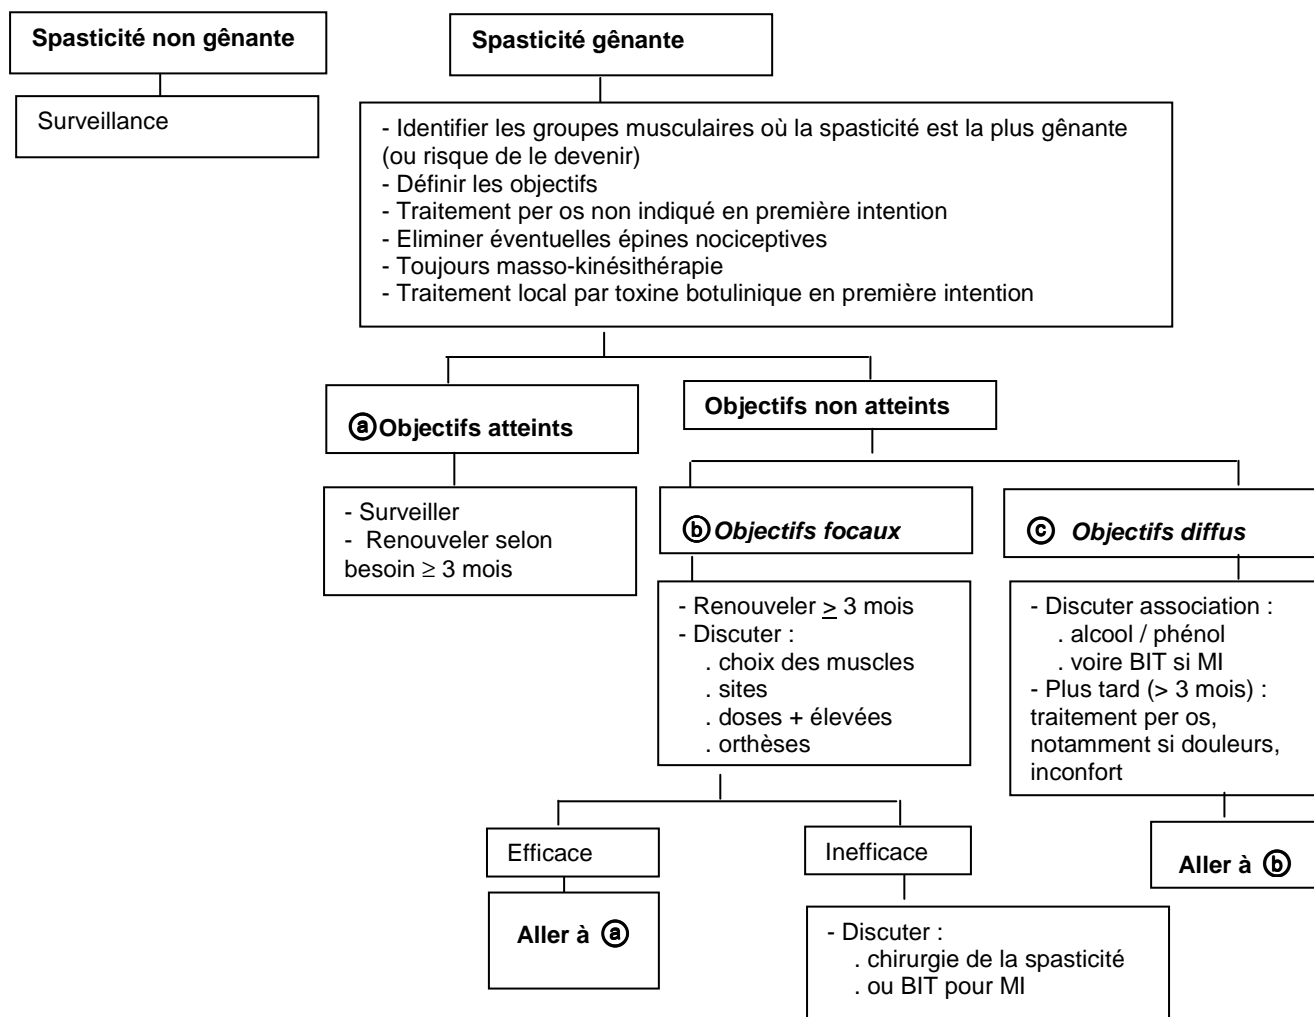 Spasticité non gênante
Surveillance
Spasticité gênante
- Identifier les groupes musculaires où la spasticité est la plus gênante
(ou risque de le devenir)
- Définir les objectifs
- Traitement per os non indiqué en première intention
- Eliminer éventuelles épines nociceptives
- Toujours masso-kinésithérapie
- Traitement local par toxine botulinique en première intention
ⓐ Objectifs atteints
- Surveiller
- Renouveler selon
besoin ≥ 3 mois
Objectifs non atteints
ⓑ Objectifs focaux
- Renouveler ≥ 3 mois
- Discuter :
. choix des muscles
. sites
. doses + élevées
. orthèses
Efficace
Aller à ⓐ
Inefficace
- Discuter :
. chirurgie de la spasticité
. ou BIT pour MI
ⓒ Objectifs diffus
- Discuter association :
. alcool / phénol
. voire BIT si MI
- Plus tard (> 3 mois) :
traitement per os,
notamment si douleurs,
inconfort
Aller à ⓑ